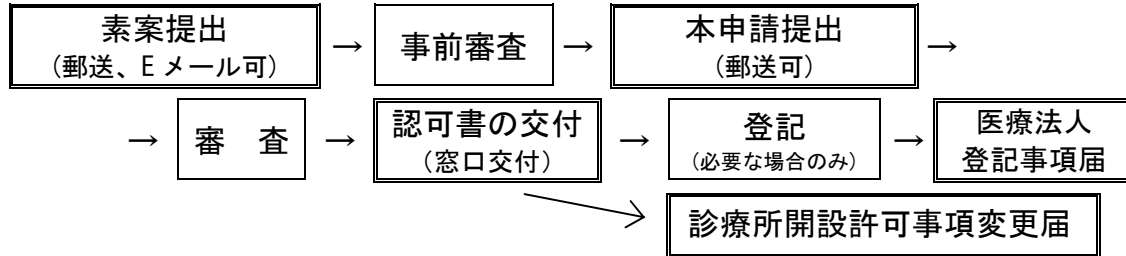 素案提出 → 事前審査 → 本申請提出 →
(郵送、Eメール可) (郵送可)
→ 審　査 → 認可書の交付 → 登記 → 医療法人
(窓口交付) (必要な場合のみ) 登記事項届
診療所開設許可事項変更届